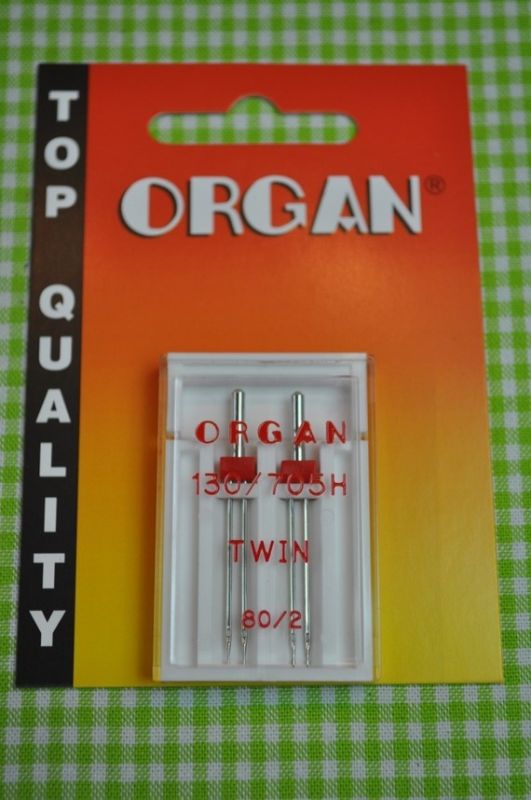 TOP QUALITY
ORGAN®
ORGAN
130/705H
TWIN
80/2